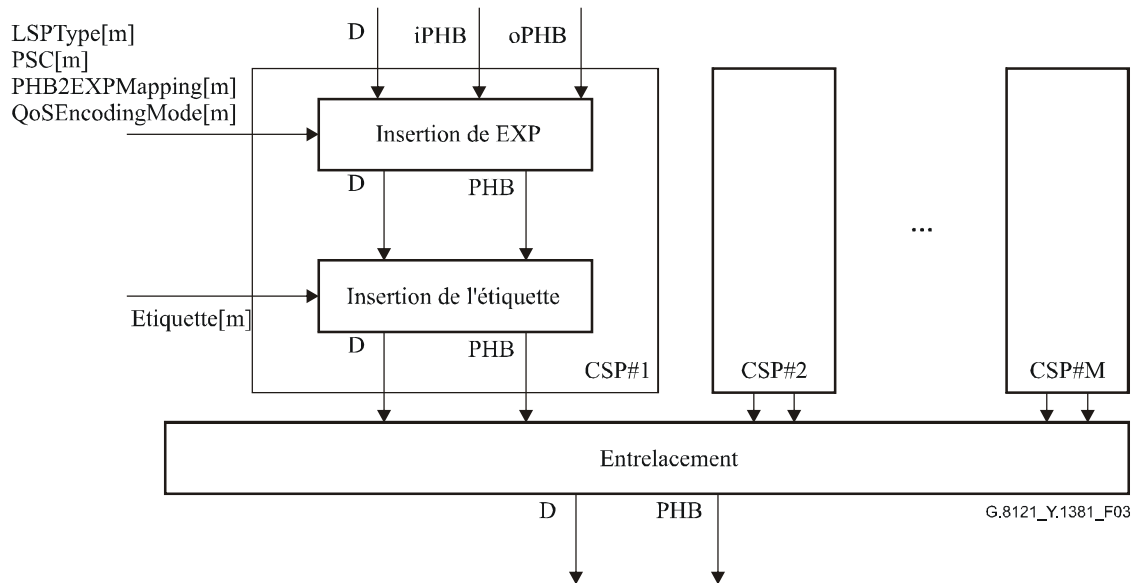 LSPType[m]
PSC[m]
PHB2EXPMapping[m]
QoSEncodingMode[m]
D iPHB oPHB
Insertion de EXP
D PHB
Insertion de l'étiquette
Etiquette[m]
D PHB
CSP#1 CSP#2 ... CSP#M
Entrelacement
D PHB
G.8121_Y.1381_F03